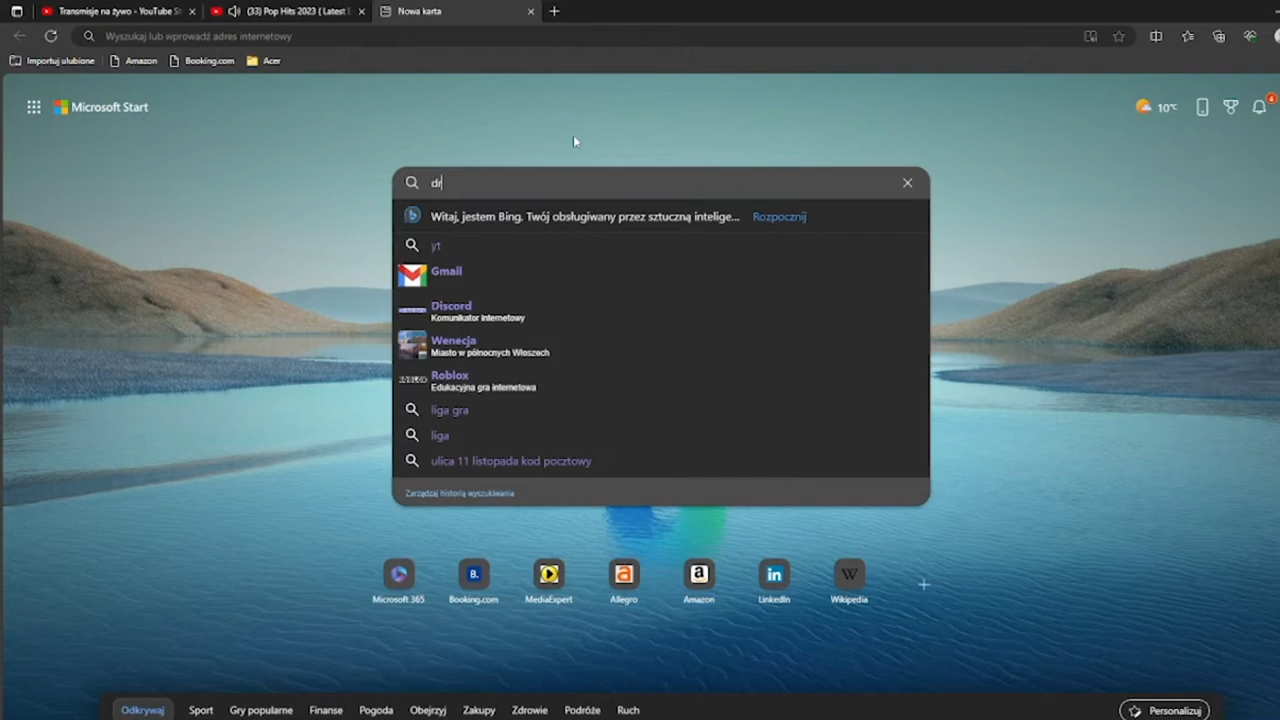 Transmisje na żywo - YouTube St
(33) Pop Hits 2023 ( Latest E
Nowa karta
Wyszukaj lub wprowadź adres internetowy
Importuj ulubione
Amazon
Booking.com
Acer
Microsoft Start
10°C
4
dr
Witaj, jestem Bing. Twój obsługiwany przez sztuczną intelige...
Rozpocznij
yt
Gmail
Discord
Komunikator internetowy
Wenecja
Miasto w północnych Włoszech
Roblox
Edukacyjna gra internetowa
liga gra
liga
ulica 11 listopada kod pocztowy
Zarządzaj historią wyszukiwania
Microsoft 365
Booking.com
MediaExpert
Allegro
Amazon
LinkedIn
Wikipedia
Odkrywaj
Sport
Gry popularne
Finanse
Pogoda
Obejrzyj
Zakupy
Zdrowie
Podróże
Ruch
Personalizuj